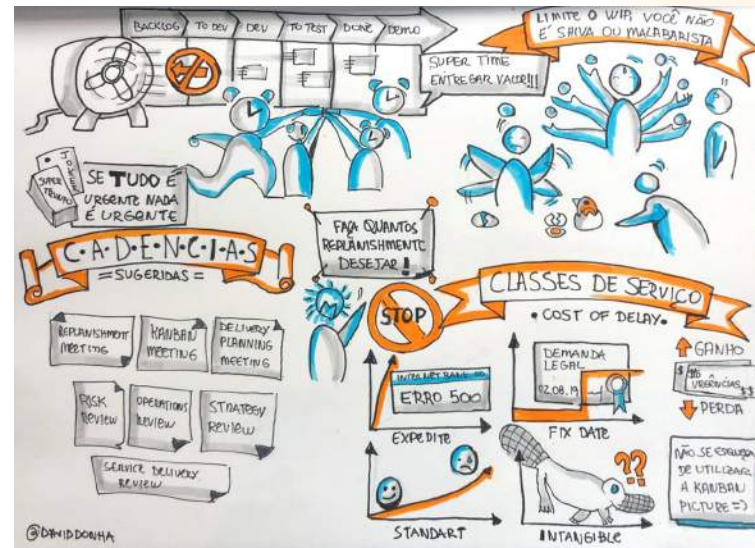 BACKLOG
TO DEV
DEV
TO TEST
DONE
DEMO
SUPER TIME
ENTREGAR VALOR!!!
LIMITE O WIP, VOCÊ NÃO
É SHIVA OU MALABARISTA
SUPER
TRUNFO
SE TUDO É
URGENTE NADA
É URGENTE
FAÇA QUANTOS
REPLANISHMENTS
DESEJAR!
C•A•D•E•N•C•I•A•S
= SUGERIDAS =
REPLANISHMENT
MEETING
KANBAN
MEETING
DELIVERY
PLANNING
MEETING
RISK
REVIEW
OPERATIONS
REVIEW
STRATEGY
REVIEW
SERVICE DELIVERY
REVIEW
STOP
CLASSES DE SERVIÇO
• COST OF DELAY •
ERRO 500
EXPEDITE
DEMANDA
LEGAL
02.08.19
FIX DATE
GANHO
URGÊNCIAS
PERDA
STANDART
??
INTANGIBLE
NÃO SE ESQUEÇA
DE UTILIZAR
A KANBAN
PICTURE =)
@DAVIDDONHA